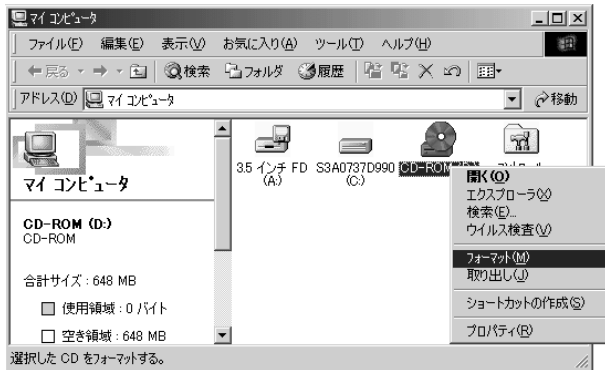 マイ コンピュータ
ファイル(F) 編集(E) 表示(V) お気に入り(A) ツール(T) ヘルプ(H)
戻る 検索 フォルダ 履歴
アドレス(D) マイ コンピュータ 移動
マイ コンピュータ
CD-ROM (D:)
CD-ROM
合計サイズ : 648 MB
使用領域 : 0 バイト
空き領域 : 648 MB
3.5 インチ FD (A:)
S3A0737D990 (C:)
CD-ROM
開く(O)
エクスプローラ(X)
検索(E)...
ウイルス検査(V)
フォーマット(M)
取り出し(J)
ショートカットの作成(S)
プロパティ(R)
選択した CD をフォーマットする。